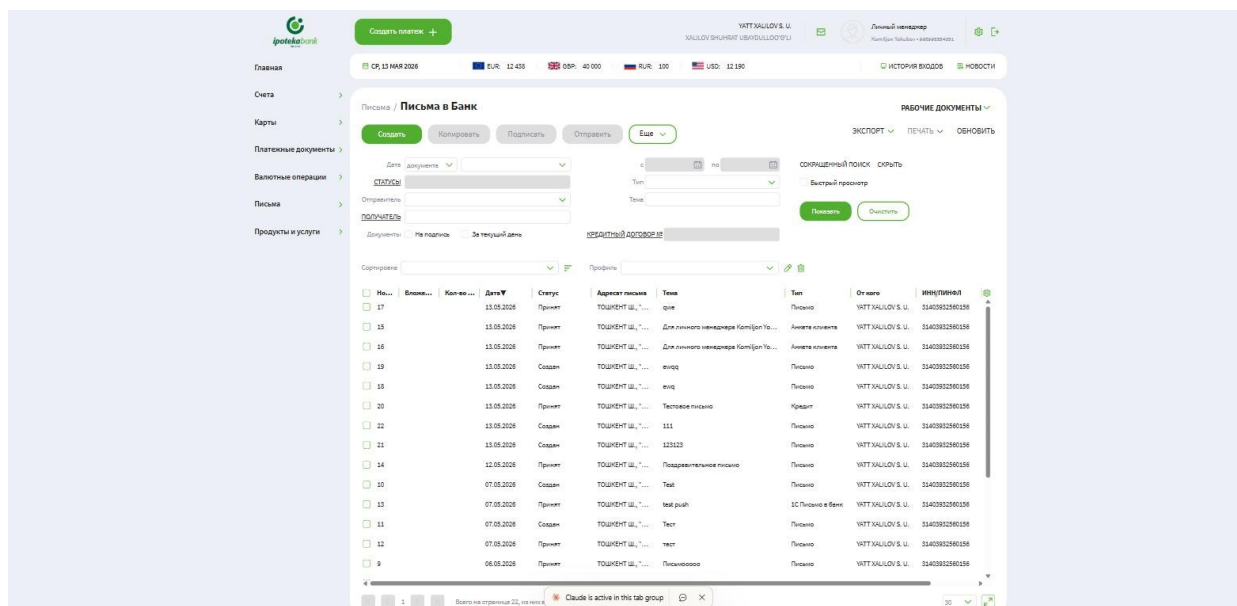 ipotekabank
Создать платеж +
YATT XALILOV S. U.
XALILOV SHUHRAT UBAYDULLOO'G'LI
Личный менеджер
СР, 13 МАЯ 2026
EUR: 12 438
GBP: 40 000
RUR: 100
USD: 12 190
ИСТОРИЯ ВХОДОВ
НОВОСТИ
Главная
Счета
Карты
Платежные документы
Валютные операции
Письма
Продукты и услуги
Письма / Письма в Банк
РАБОЧИЕ ДОКУМЕНТЫ
Создать Копировать Подписать Отправить Еще
ЭКСПОРТ ПЕЧАТЬ ОБНОВИТЬ
Дата документа с по
СОКРАЩЕННЫЙ ПОИСК СКРЫТЬ
СТАТУСЫ Тип
Быстрый просмотр
Отправитель Тема
Показать Очистить
ПОЛУЧАТЕЛЬ
Документы На подпись За текущий день КРЕДИТНЫЙ ДОГОВОР №
Сортировка Профиль
Но... Вложе... Кол-во ... Дата▼ Статус Адресат письма Тема Тип От кого ИНН/ПИНФЛ
17 13.05.2026 Принят ТОШКЕНТ Ш., "... qwe Письмо YATT XALILOV S. U. 31403932560156
15 13.05.2026 Принят ТОШКЕНТ Ш., "... Для личного менеджера Komiljon Yo... Анкета клиента YATT XALILOV S. U. 31403932560156
16 13.05.2026 Принят ТОШКЕНТ Ш., "... Для личного менеджера Komiljon Yo... Анкета клиента YATT XALILOV S. U. 31403932560156
19 13.05.2026 Создан ТОШКЕНТ Ш., "... ewqq Письмо YATT XALILOV S. U. 31403932560156
18 13.05.2026 Создан ТОШКЕНТ Ш., "... ewq Письмо YATT XALILOV S. U. 31403932560156
20 13.05.2026 Принят ТОШКЕНТ Ш., "... Тестовое письмо Кредит YATT XALILOV S. U. 31403932560156
22 13.05.2026 Создан ТОШКЕНТ Ш., "... 111 Письмо YATT XALILOV S. U. 31403932560156
21 13.05.2026 Создан ТОШКЕНТ Ш., "... 123123 Письмо YATT XALILOV S. U. 31403932560156
14 12.05.2026 Принят ТОШКЕНТ Ш., "... Поздравительное письмо Письмо YATT XALILOV S. U. 31403932560156
10 07.05.2026 Создан ТОШКЕНТ Ш., "... Test Письмо YATT XALILOV S. U. 31403932560156
13 07.05.2026 Принят ТОШКЕНТ Ш., "... test push 1С Письмо в банк YATT XALILOV S. U. 31403932560156
11 07.05.2026 Создан ТОШКЕНТ Ш., "... Тест Письмо YATT XALILOV S. U. 31403932560156
12 07.05.2026 Принят ТОШКЕНТ Ш., "... тест Письмо YATT XALILOV S. U. 31403932560156
9 06.05.2026 Принят ТОШКЕНТ Ш., "... Письмооооо Письмо YATT XALILOV S. U. 31403932560156
1 Всего на странице 22, из них в
Claude is active in this tab group
30